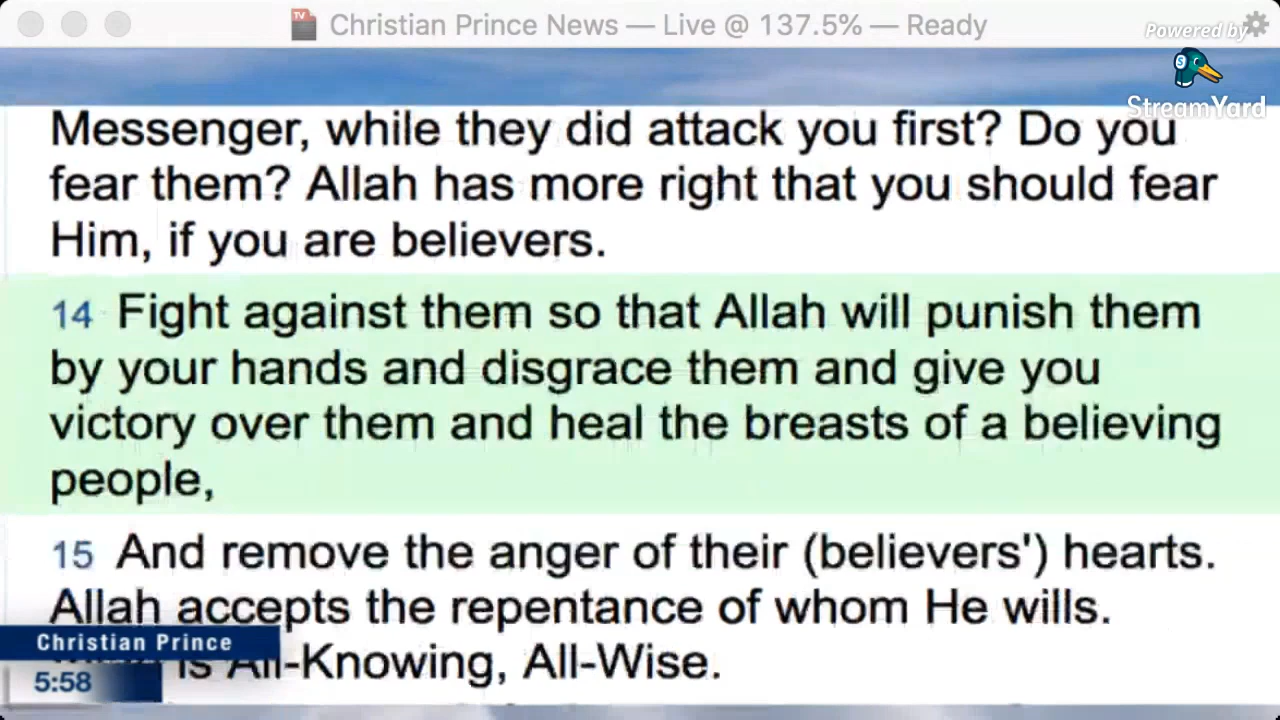 Christian Prince News — Live @ 137.5% — Ready
Powered by
StreamYard
Messenger, while they did attack you first? Do you
fear them? Allah has more right that you should fear
Him, if you are believers.
14 Fight against them so that Allah will punish them
by your hands and disgrace them and give you
victory over them and heal the breasts of a believing
people,
15 And remove the anger of their (believers') hearts.
Allah accepts the repentance of whom He wills.
is All-Knowing, All-Wise.
Christian Prince
5:58